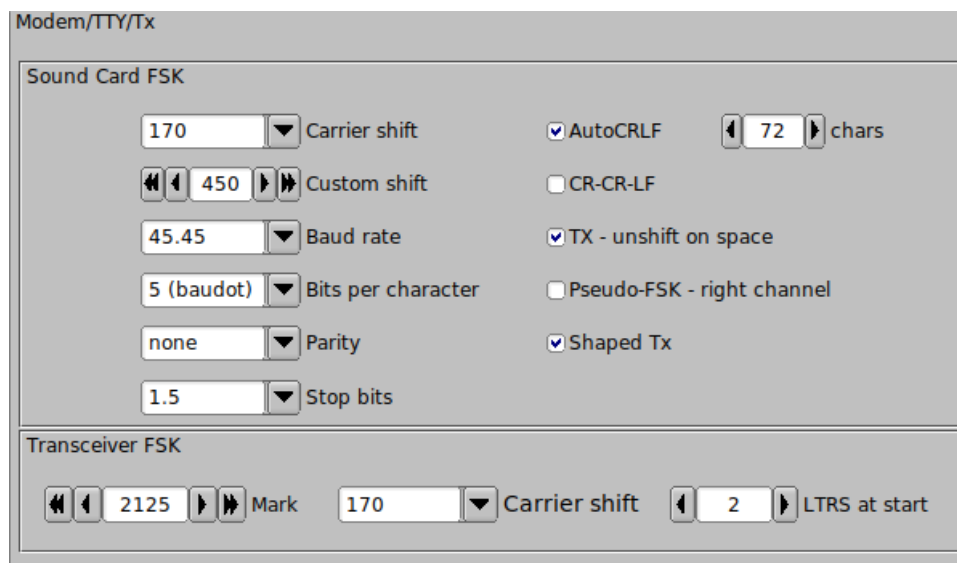 Modem/TTY/Tx
Sound Card FSK
170 Carrier shift AutoCRLF 72 chars
450 Custom shift CR-CR-LF
45.45 Baud rate TX - unshift on space
5 (baudot) Bits per character Pseudo-FSK - right channel
none Parity Shaped Tx
1.5 Stop bits
Transceiver FSK
2125 Mark 170 Carrier shift 2 LTRS at start